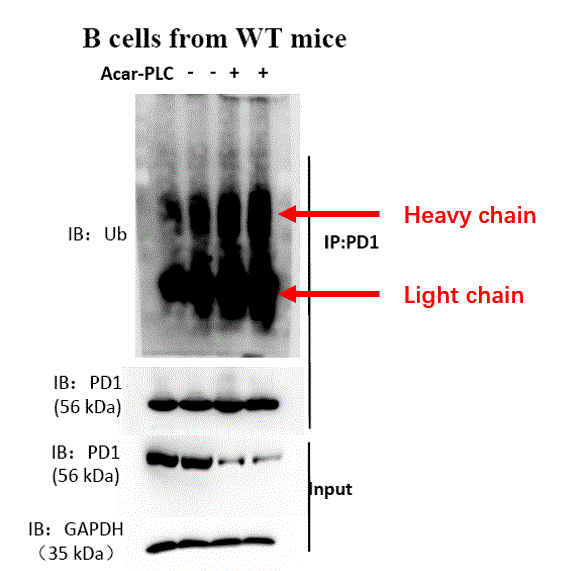 B cells from WT mice
Acar-PLC - - + +
IB： Ub
Heavy chain
IP:PD1
Light chain
IB： PD1
(56 kDa)
IB： PD1
(56 kDa)
Input
IB： GAPDH
（35 kDa）